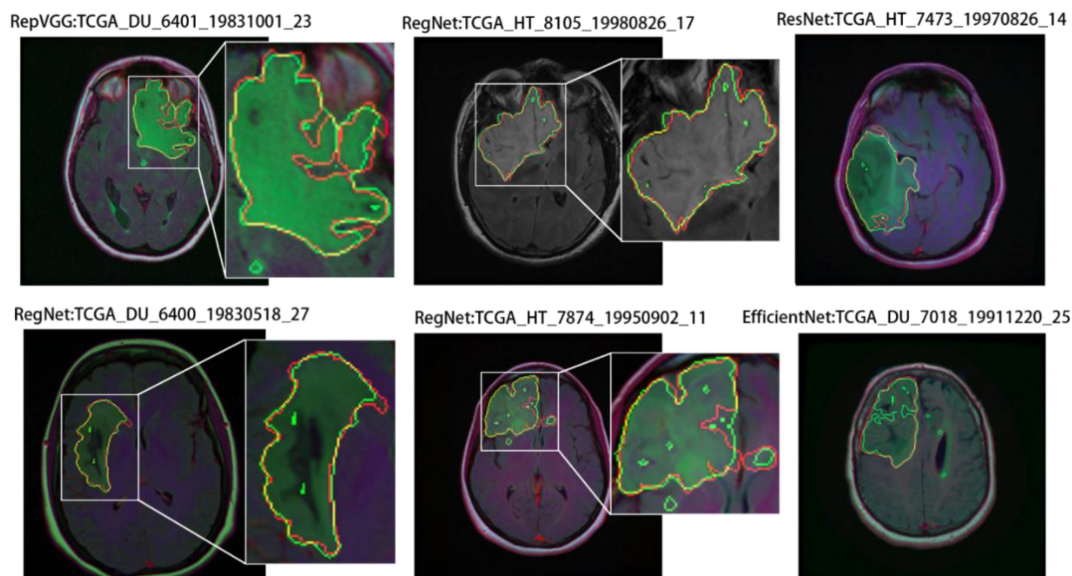 RepVGG:TCGA_DU_6401_19831001_23
RegNet:TCGA_HT_8105_19980826_17
ResNet:TCGA_HT_7473_19970826_14
RegNet:TCGA_DU_6400_19830518_27
RegNet:TCGA_HT_7874_19950902_11
EfficientNet:TCGA_DU_7018_19911220_25